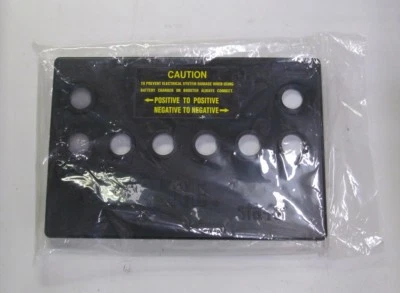 CAUTION
TO PREVENT ELECTRICAL SYSTEM DAMAGE WHEN USING
BATTERY CHARGER OR BOOSTER ALWAYS CONNECT:
←POSITIVE TO POSITIVE
NEGATIVE TO NEGATIVE→